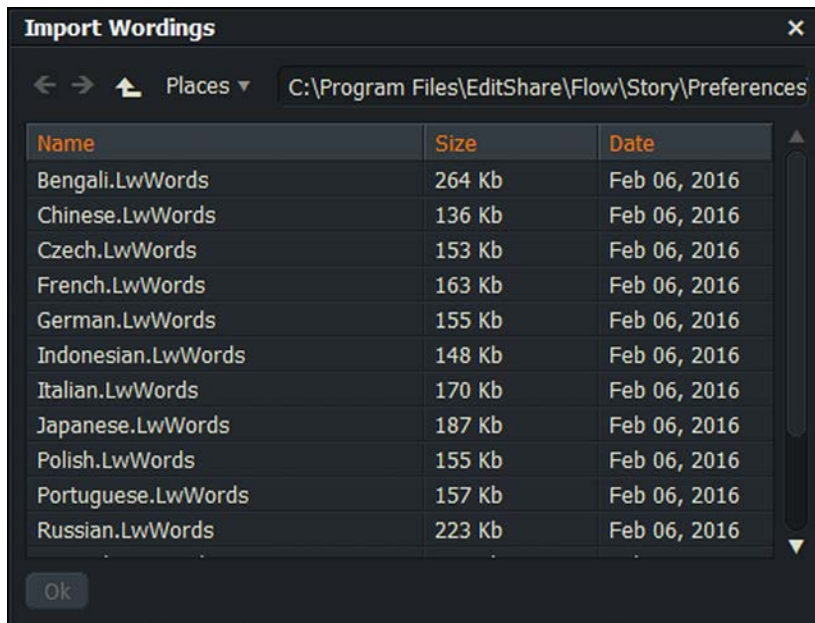 Import Wordings ×
Places ▼ C:\Program Files\EditShare\Flow\Story\Preferences
Name Size Date
Bengali.LwWords 264 Kb Feb 06, 2016
Chinese.LwWords 136 Kb Feb 06, 2016
Czech.LwWords 153 Kb Feb 06, 2016
French.LwWords 163 Kb Feb 06, 2016
German.LwWords 155 Kb Feb 06, 2016
Indonesian.LwWords 148 Kb Feb 06, 2016
Italian.LwWords 170 Kb Feb 06, 2016
Japanese.LwWords 187 Kb Feb 06, 2016
Polish.LwWords 155 Kb Feb 06, 2016
Portuguese.LwWords 157 Kb Feb 06, 2016
Russian.LwWords 223 Kb Feb 06, 2016
Ok